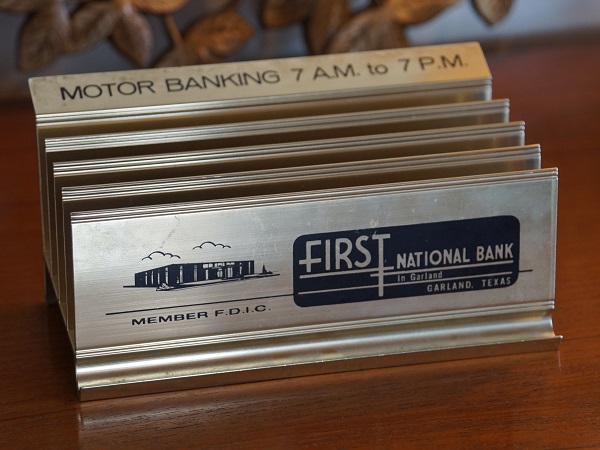 MOTOR BANKING 7 A.M. to 7 P.M.
FIRST NATIONAL BANK
In Garland
GARLAND, TEXAS
MEMBER F.D.I.C.